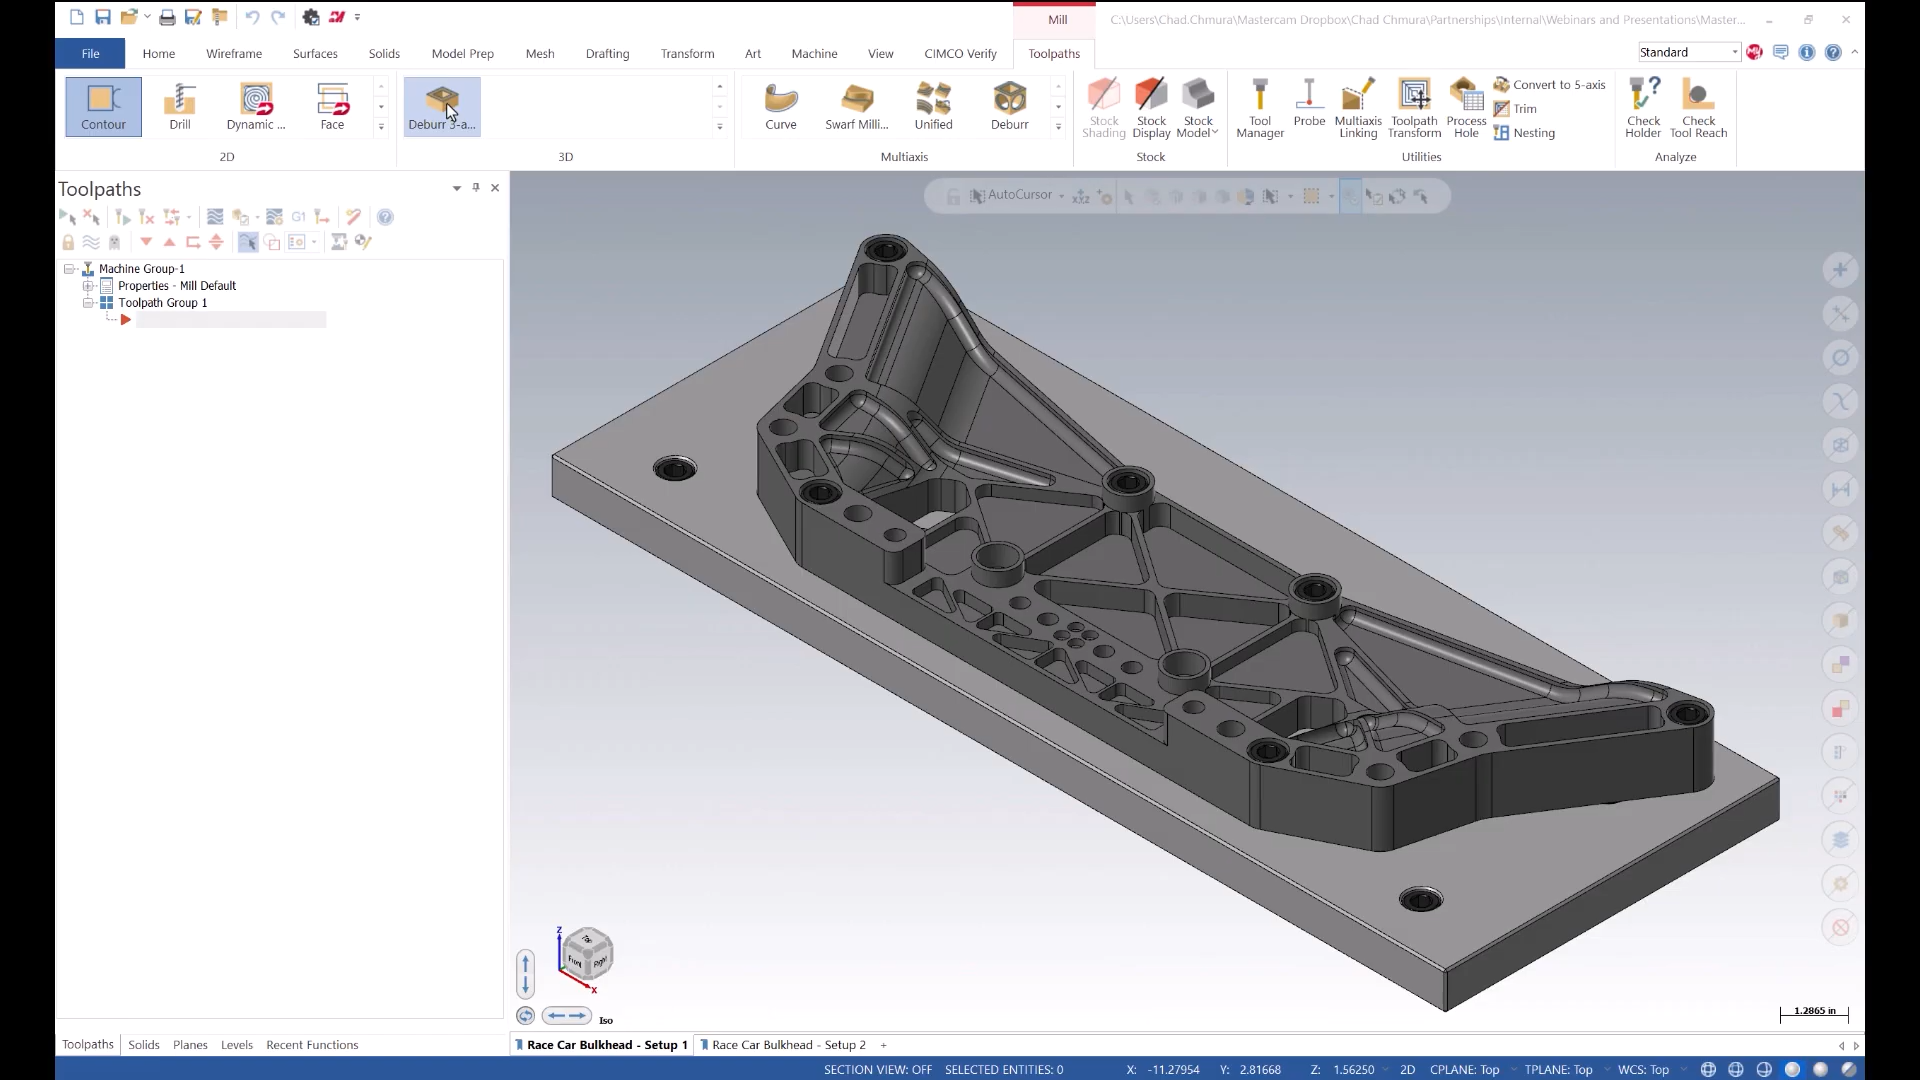 Mill
C:\Users\Chad.Chmura\Mastercam Dropbox\Chad Chmura\Partnerships\Internal\Webinars and Presentations\Master...
File Home Wireframe Surfaces Solids Model Prep Mesh Drafting Transform Art Machine View CIMCO Verify Toolpaths
Standard
Contour Drill Dynamic ... Face
2D
Deburr 3-a...
3D
Curve Swarf Milli... Unified Deburr
Multiaxis
Stock Shading Stock Display Stock Model
Stock
Tool Manager Probe Multiaxis Linking Toolpath Transform Process Hole
Convert to 5-axis
Trim
Nesting
Utilities
Check Holder Check Tool Reach
Analyze
Toolpaths
G1
Machine Group-1
Properties - Mill Default
Toolpath Group 1
AutoCursor
XYZ
Z
Top
Front Right
X
Iso
1.2865 in
Toolpaths Solids Planes Levels Recent Functions
Race Car Bulkhead - Setup 1 Race Car Bulkhead - Setup 2 +
SECTION VIEW: OFF SELECTED ENTITIES: 0 X: -11.27954 Y: 2.81668 Z: 1.56250 2D CPLANE: Top TPLANE: Top WCS: Top